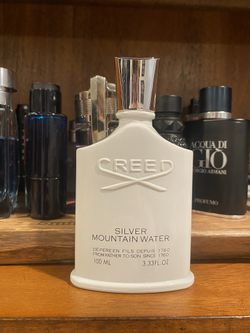 CREED
SILVER
MOUNTAIN WATER
DE PERE EN FILS DEPUIS 1760
FROM FATHER TO SON SINCE 1760
100 ML 3.33 FL.OZ
ACQUA DI
GIO
GIORGIO ARMANI
PROFUMO